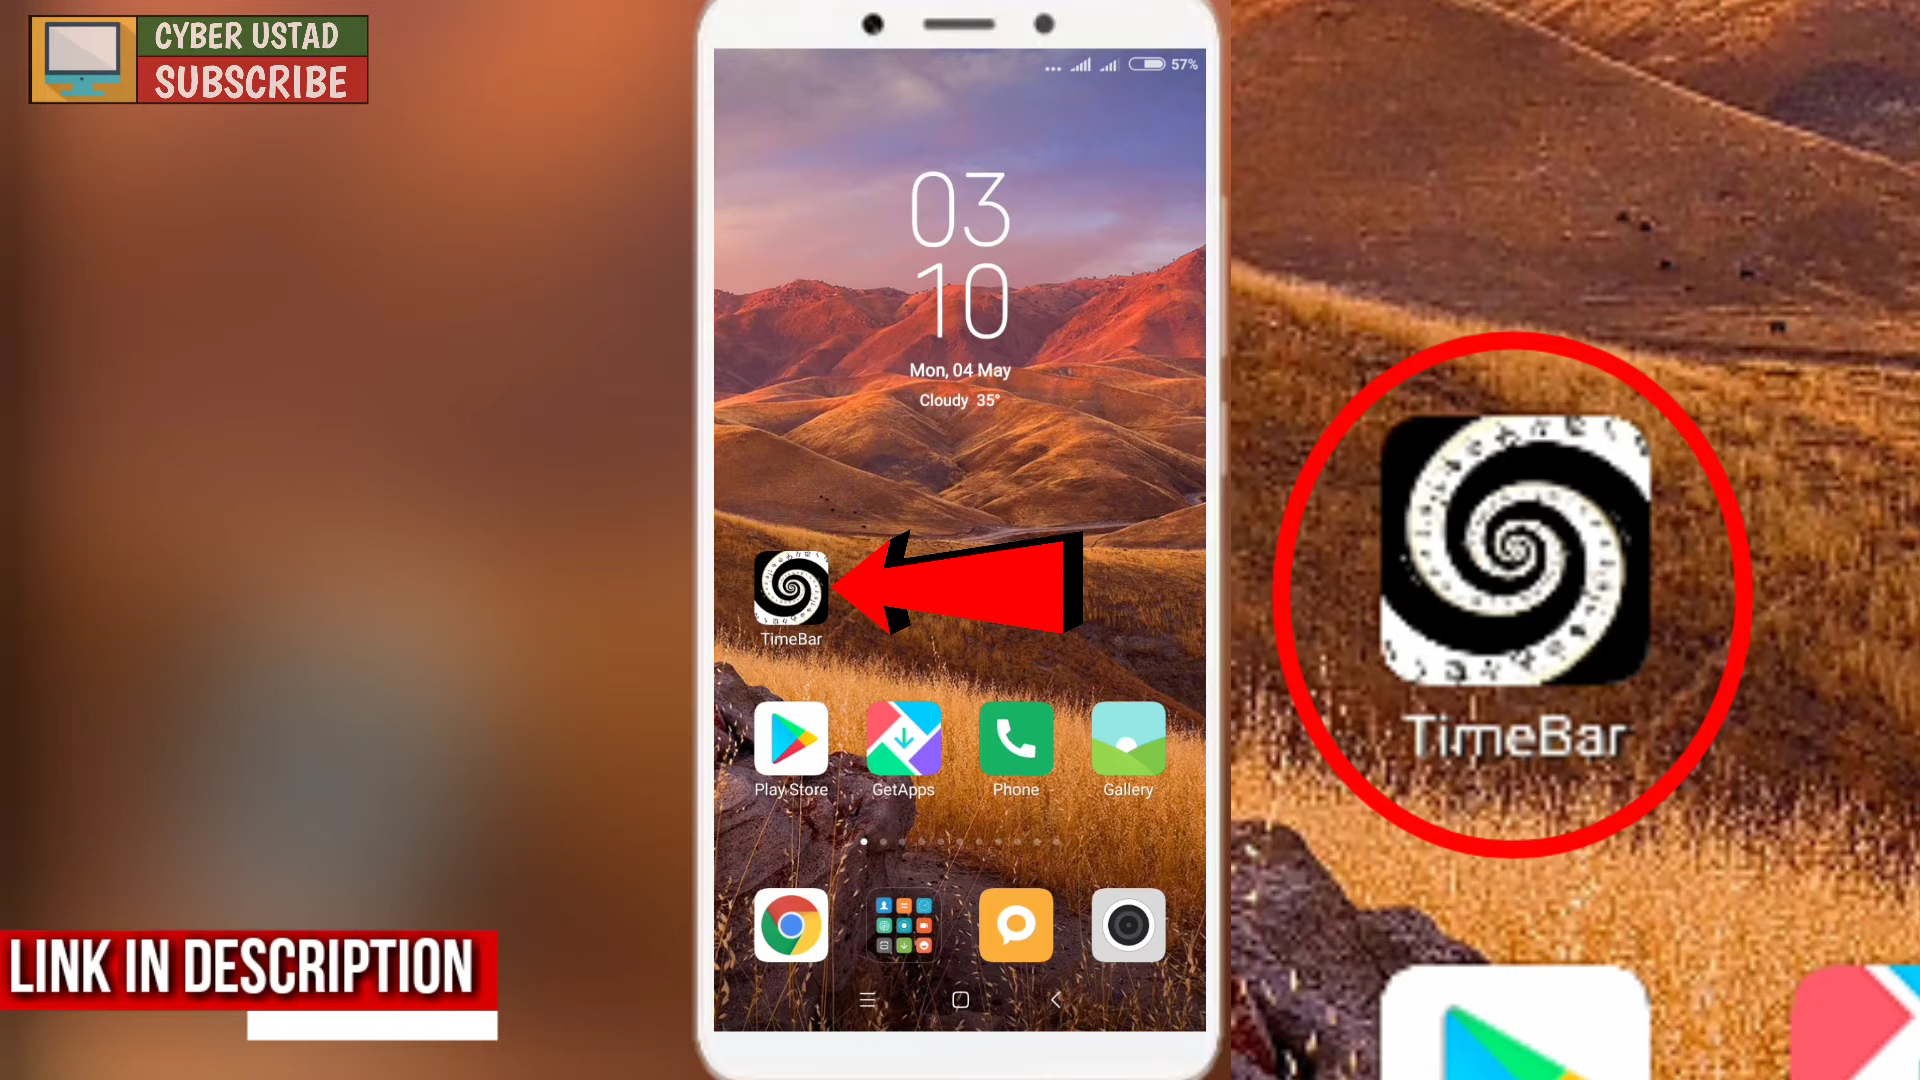 CYBER USTAD
SUBSCRIBE
57%
03
10
Mon, 04 May
Cloudy 35°
TimeBar
Play Store
GetApps
Phone
Gallery
TimeBar
LINK IN DESCRIPTION